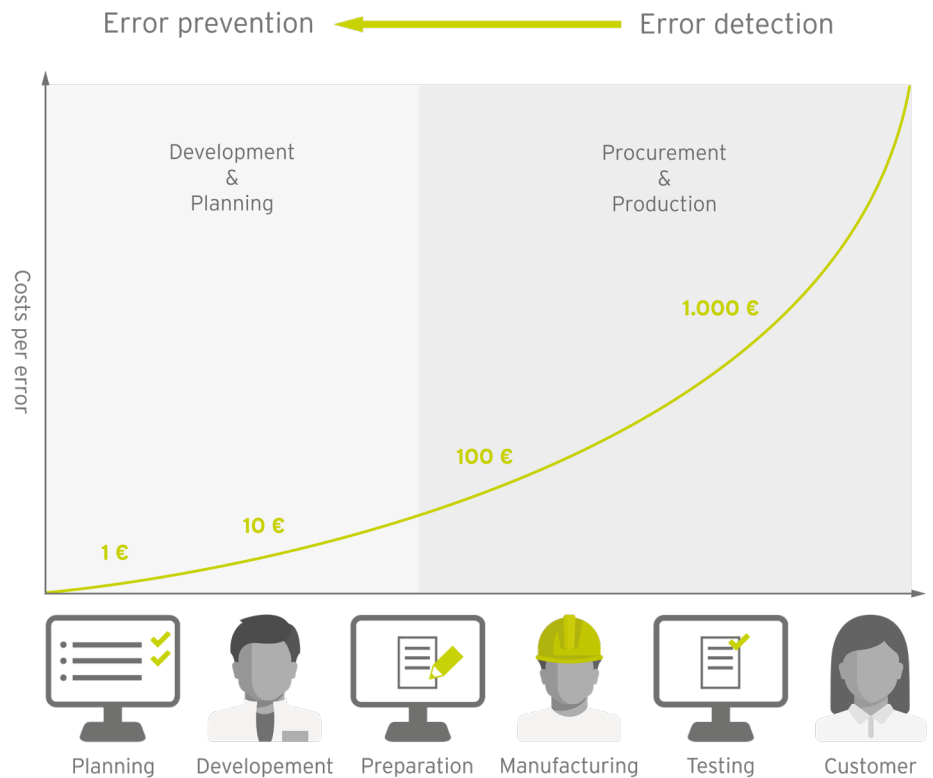 Error prevention
Error detection
Development
&
Planning
Procurement
&
Production
Costs per error
1 €
10 €
100 €
1.000 €
Planning
Developement
Preparation
Manufacturing
Testing
Customer